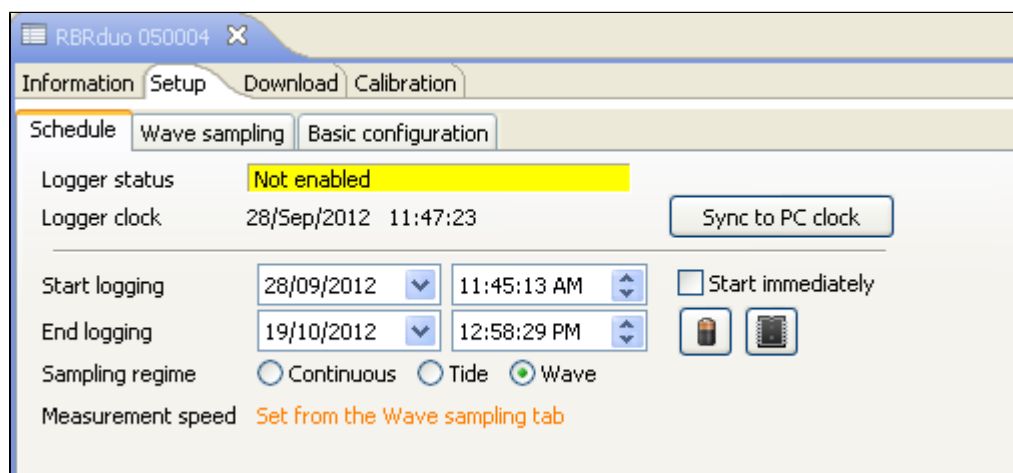 RBRduo 050004
Information Setup Download Calibration
Schedule Wave sampling Basic configuration
Logger status Not enabled
Logger clock 28/Sep/2012 11:47:23 Sync to PC clock
Start logging 28/09/2012 11:45:13 AM Start immediately
End logging 19/10/2012 12:58:29 PM
Sampling regime Continuous Tide Wave
Measurement speed Set from the Wave sampling tab